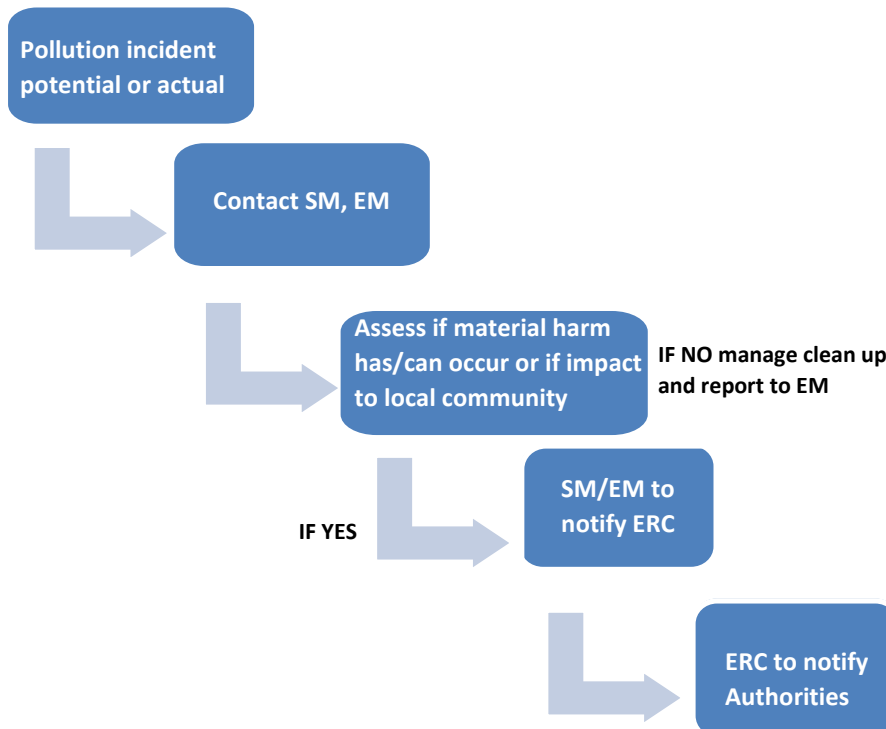 Pollution incident
potential or actual
Contact SM, EM
Assess if material harm
has/can occur or if impact
to local community
IF NO manage clean up
and report to EM
SM/EM to
notify ERC
IF YES
ERC to notify
Authorities